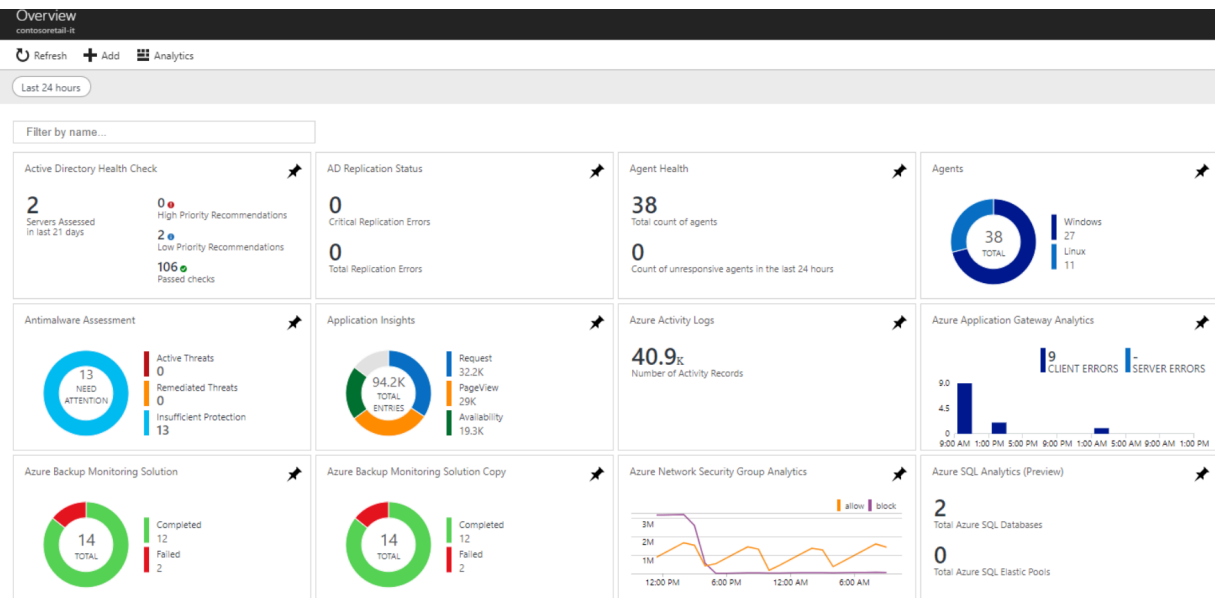 Overview
contosoretail-it
Refresh Add Analytics
Last 24 hours
Filter by name...
Active Directory Health Check
2
Servers Assessed
in last 21 days
0
High Priority Recommendations
2
Low Priority Recommendations
106
Passed checks
AD Replication Status
0
Critical Replication Errors
0
Total Replication Errors
Agent Health
38
Total count of agents
0
Count of unresponsive agents in the last 24 hours
Agents
38
TOTAL
Windows
27
Linux
11
Antimalware Assessment
13
NEED
ATTENTION
Active Threats
0
Remediated Threats
0
Insufficient Protection
13
Application Insights
94.2K
TOTAL
ENTRIES
Request
32.2K
PageView
29K
Availability
19.3K
Azure Activity Logs
40.9K
Number of Activity Records
Azure Application Gateway Analytics
9
CLIENT ERRORS
-
SERVER ERRORS
9.0
4.5
0
9:00 AM 1:00 PM 5:00 PM 9:00 PM 1:00 AM 5:00 AM 9:00 AM 1:00 PM
Azure Backup Monitoring Solution
14
TOTAL
Completed
12
Failed
2
Azure Backup Monitoring Solution Copy
14
TOTAL
Completed
12
Failed
2
Azure Network Security Group Analytics
allow block
3M
2M
1M
12:00 PM 6:00 PM 12:00 AM 6:00 AM
Azure SQL Analytics (Preview)
2
Total Azure SQL Databases
0
Total Azure SQL Elastic Pools